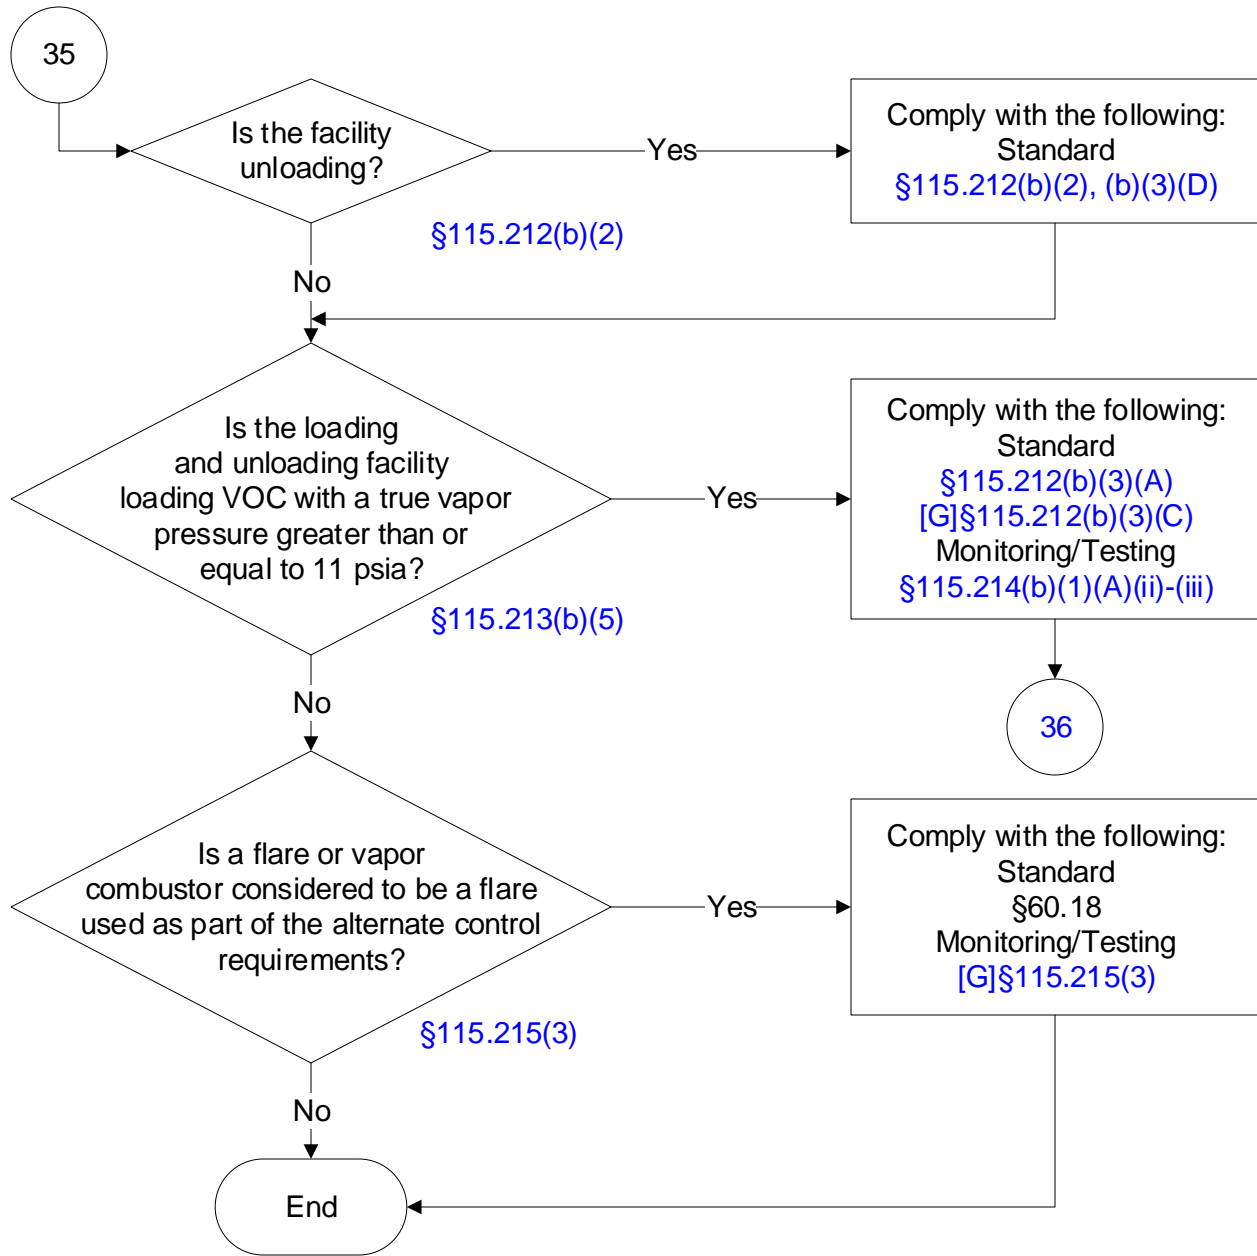 35
Is the facility
unloading?
Yes
Comply with the following:
Standard
§115.212(b)(2), (b)(3)(D)
§115.212(b)(2)
No
Is the loading
and unloading facility
loading VOC with a true vapor
pressure greater than or
equal to 11 psia?
Yes
Comply with the following:
Standard
§115.212(b)(3)(A)
[G]§115.212(b)(3)(C)
Monitoring/Testing
§115.214(b)(1)(A)(ii)-(iii)
§115.213(b)(5)
No
36
Is a flare or vapor
combustor considered to be a flare
used as part of the alternate control
requirements?
Yes
Comply with the following:
Standard
§60.18
Monitoring/Testing
[G]§115.215(3)
§115.215(3)
No
End